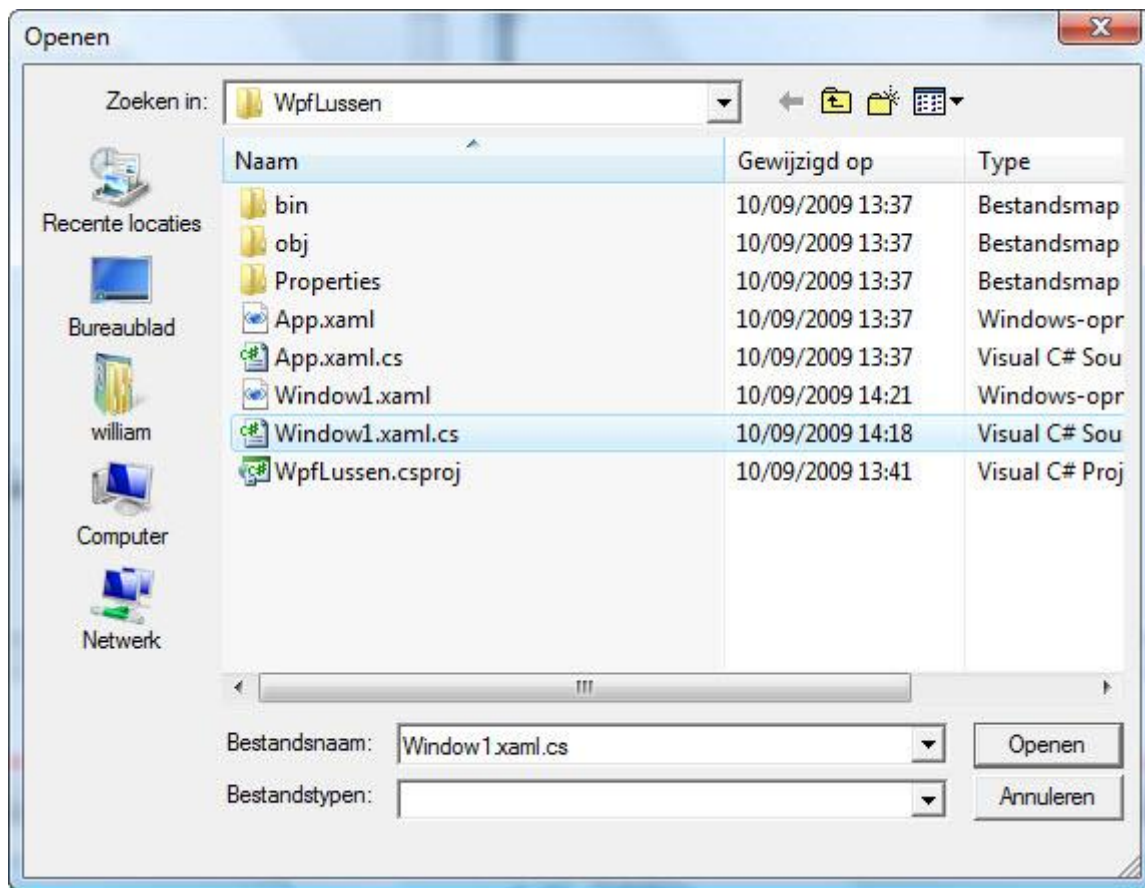 Openen
Zoeken in: WpfLussen
Naam Gewijzigd op Type
bin 10/09/2009 13:37 Bestandsmap
obj 10/09/2009 13:37 Bestandsmap
Properties 10/09/2009 13:37 Bestandsmap
App.xaml 10/09/2009 13:37 Windows-opr
App.xaml.cs 10/09/2009 13:37 Visual C# Sou
Window1.xaml 10/09/2009 14:21 Windows-opr
Window1.xaml.cs 10/09/2009 14:18 Visual C# Sou
WpfLussen.csproj 10/09/2009 13:41 Visual C# Proj
Recente locaties
Bureaublad
william
Computer
Netwerk
Bestandsnaam: Window1.xaml.cs Openen
Bestandstypen: Annuleren